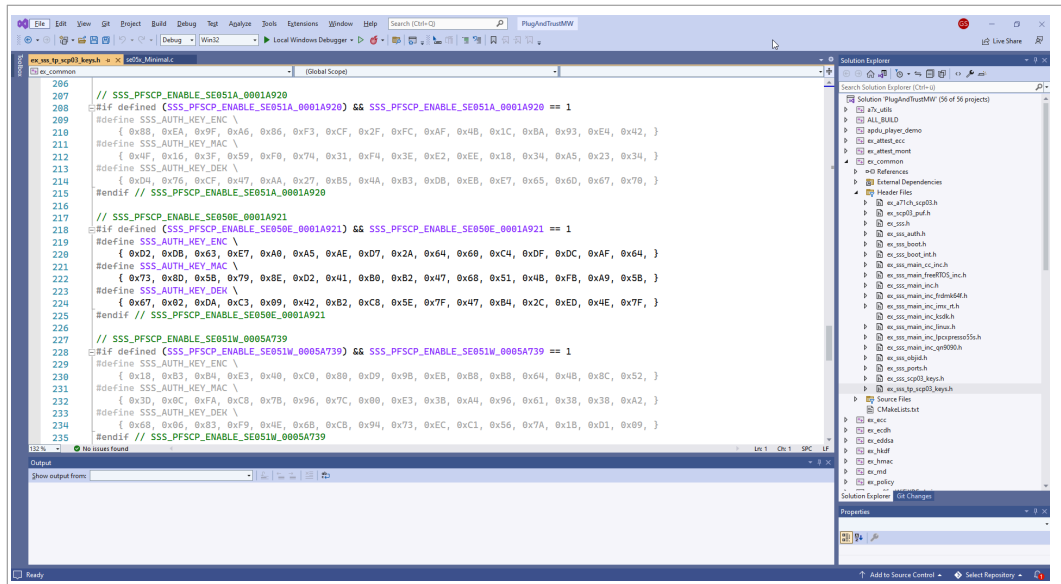 File Edit View Git Project Build Debug Test Analyze Tools Extensions Window Help Search (Ctrl+Q) PlugAndTrustMW GS
Debug Win32 Local Windows Debugger Live Share
Toolbox
ex_sss_tp_scp03_keys.h se05x_Minimal.c
ex_common (Global Scope)
206
207 // SSS_PFSCP_ENABLE_SE051A_0001A920
208 #if defined (SSS_PFSCP_ENABLE_SE051A_0001A920) && SSS_PFSCP_ENABLE_SE051A_0001A920 == 1
209 #define SSS_AUTH_KEY_ENC \
210 { 0x88, 0xEA, 0x9F, 0xA6, 0x86, 0xF3, 0xCF, 0x2F, 0xFC, 0xAF, 0x4B, 0x1C, 0xBA, 0x93, 0xE4, 0x42, }
211 #define SSS_AUTH_KEY_MAC \
212 { 0x4F, 0x16, 0x3F, 0x59, 0xF0, 0x74, 0x31, 0xF4, 0x3E, 0xE2, 0xEE, 0x18, 0x34, 0xA5, 0x23, 0x34, }
213 #define SSS_AUTH_KEY_DEK \
214 { 0xD4, 0x76, 0xCF, 0x47, 0xAA, 0x27, 0xB5, 0x4A, 0xB3, 0xDB, 0xEB, 0xE7, 0x65, 0x6D, 0x67, 0x70, }
215 #endif // SSS_PFSCP_ENABLE_SE051A_0001A920
216
217 // SSS_PFSCP_ENABLE_SE050E_0001A921
218 #if defined (SSS_PFSCP_ENABLE_SE050E_0001A921) && SSS_PFSCP_ENABLE_SE050E_0001A921 == 1
219 #define SSS_AUTH_KEY_ENC \
220 { 0xD2, 0xDB, 0x63, 0xE7, 0xA0, 0xA5, 0xAE, 0xD7, 0x2A, 0x64, 0x60, 0xC4, 0xDF, 0xDC, 0xAF, 0x64, }
221 #define SSS_AUTH_KEY_MAC \
222 { 0x73, 0x8D, 0x5B, 0x79, 0x8E, 0xD2, 0x41, 0xB0, 0xB2, 0x47, 0x68, 0x51, 0x4B, 0xFB, 0xA9, 0x5B, }
223 #define SSS_AUTH_KEY_DEK \
224 { 0x67, 0x02, 0xDA, 0xC3, 0x09, 0x42, 0xB2, 0xC8, 0x5E, 0x7F, 0x47, 0xB4, 0x2C, 0xED, 0x4E, 0x7F, }
225 #endif // SSS_PFSCP_ENABLE_SE050E_0001A921
226
227 // SSS_PFSCP_ENABLE_SE051W_0005A739
228 #if defined (SSS_PFSCP_ENABLE_SE051W_0005A739) && SSS_PFSCP_ENABLE_SE051W_0005A739 == 1
229 #define SSS_AUTH_KEY_ENC \
230 { 0x18, 0xB3, 0xB4, 0xE3, 0x40, 0xC0, 0x80, 0xD9, 0x9B, 0xEB, 0xB8, 0xB8, 0x64, 0x4B, 0x8C, 0x52, }
231 #define SSS_AUTH_KEY_MAC \
232 { 0x3D, 0x0C, 0xFA, 0xC8, 0x7B, 0x96, 0x7C, 0x00, 0xE3, 0x3B, 0xA4, 0x96, 0x61, 0x38, 0x38, 0xA2, }
233 #define SSS_AUTH_KEY_DEK \
234 { 0x68, 0x06, 0x83, 0xF9, 0x4E, 0x6B, 0xCB, 0x94, 0x73, 0xEC, 0xC1, 0x56, 0x7A, 0x1B, 0xD1, 0x09, }
235 #endif // SSS_PFSCP_ENABLE_SE051W_0005A739
132 % No issues found Ln: 1 Ch: 1 SPC LF
Output
Show output from:
Solution Explorer
Search Solution Explorer (Ctrl+ü)
Solution 'PlugAndTrustMW' (56 of 56 projects)
a7x_utils
ALL_BUILD
apdu_player_demo
ex_attest_ecc
ex_attest_mont
ex_common
References
External Dependencies
Header Files
ex_a71ch_scp03.h
ex_scp03_puf.h
ex_sss.h
ex_sss_auth.h
ex_sss_boot.h
ex_sss_boot_int.h
ex_sss_main_cc_inc.h
ex_sss_main_freeRTOS_inc.h
ex_sss_main_inc.h
ex_sss_main_inc_frdmk64f.h
ex_sss_main_inc_imx_rt.h
ex_sss_main_inc_ksdk.h
ex_sss_main_inc_linux.h
ex_sss_main_inc_lpcxpresso55s.h
ex_sss_main_inc_qn9090.h
ex_sss_objid.h
ex_sss_ports.h
ex_sss_scp03_keys.h
ex_sss_tp_scp03_keys.h
Source Files
CMakeLists.txt
ex_ecc
ex_ecdh
ex_eddsa
ex_hkdf
ex_hmac
ex_md
ex_policy
Solution Explorer Git Changes
Properties
Ready Add to Source Control Select Repository